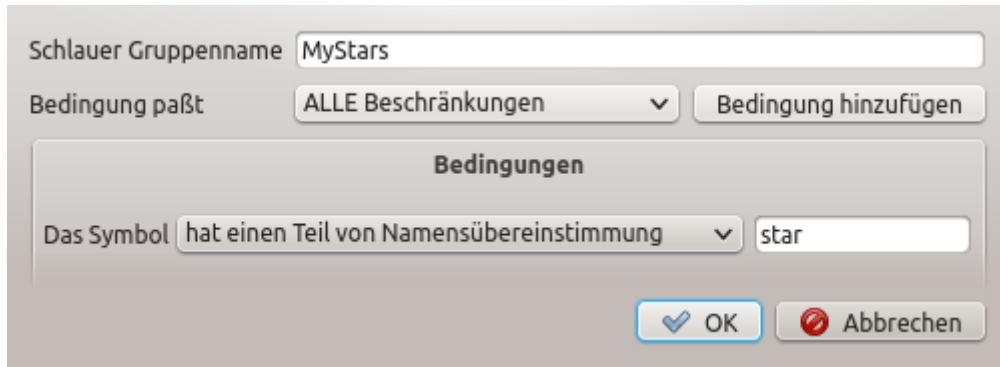 Schlauer Gruppenname MyStars
Bedingung paßt ALLE Beschränkungen Bedingung hinzufügen
Bedingungen
Das Symbol hat einen Teil von Namensübereinstimmung star
OK Abbrechen